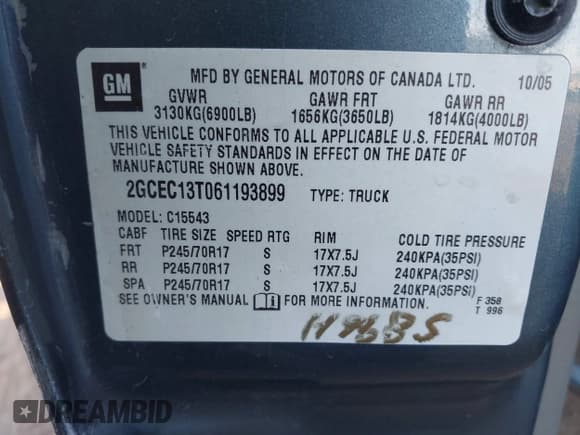 GM
MFD BY GENERAL MOTORS OF CANADA LTD. 10/05
GVWR GAWR FRT GAWR RR
3130KG(6900LB) 1656KG(3650LB) 1814KG(4000LB)
THIS VEHICLE CONFORMS TO ALL APPLICABLE U.S. FEDERAL MOTOR
VEHICLE SAFETY STANDARDS IN EFFECT ON THE DATE OF
MANUFACTURE SHOWN ABOVE.
2GCEC13T061193899 TYPE: TRUCK
MODEL: C15543
CABF TIRE SIZE SPEED RTG RIM COLD TIRE PRESSURE
FRT P245/70R17 S 17X7.5J 240KPA(35PSI)
RR P245/70R17 S 17X7.5J 240KPA(35PSI)
SPA P245/70R17 S 17X7.5J 240KPA(35PSI)
SEE OWNER'S MANUAL FOR MORE INFORMATION. F 358
T 996
DREAMBID